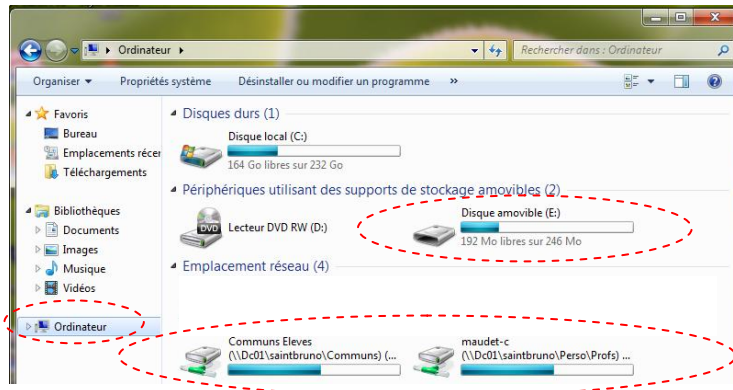 Ordinateur
Rechercher dans : Ordinateur
Organiser Propriétés système Désinstaller ou modifier un programme »
Favoris
Bureau
Emplacements récer
Téléchargements
Bibliothèques
Documents
Images
Musique
Vidéos
Ordinateur
Disques durs (1)
Disque local (C:)
164 Go libres sur 232 Go
Périphériques utilisant des supports de stockage amovibles (2)
DVD
Lecteur DVD RW (D:)
Disque amovible (E:)
192 Mo libres sur 246 Mo
Emplacement réseau (4)
Communs Eleves
(\\Dc01\saintbruno\Communs) (...
maudet-c
(\\Dc01\saintbruno\Perso\Profs) ...